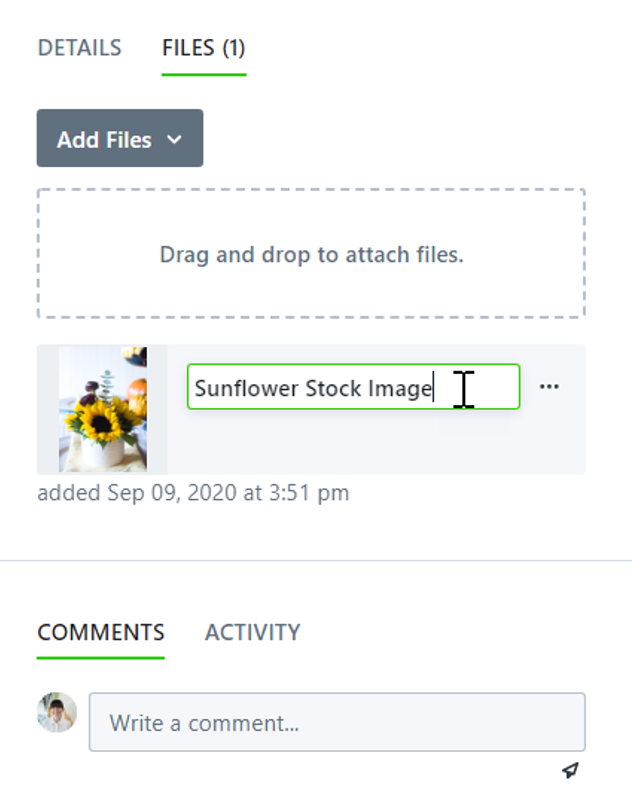 DETAILS FILES (1)
Add Files
Drag and drop to attach files.
Sunflower Stock Image
added Sep 09, 2020 at 3:51 pm
COMMENTS ACTIVITY
Write a comment...